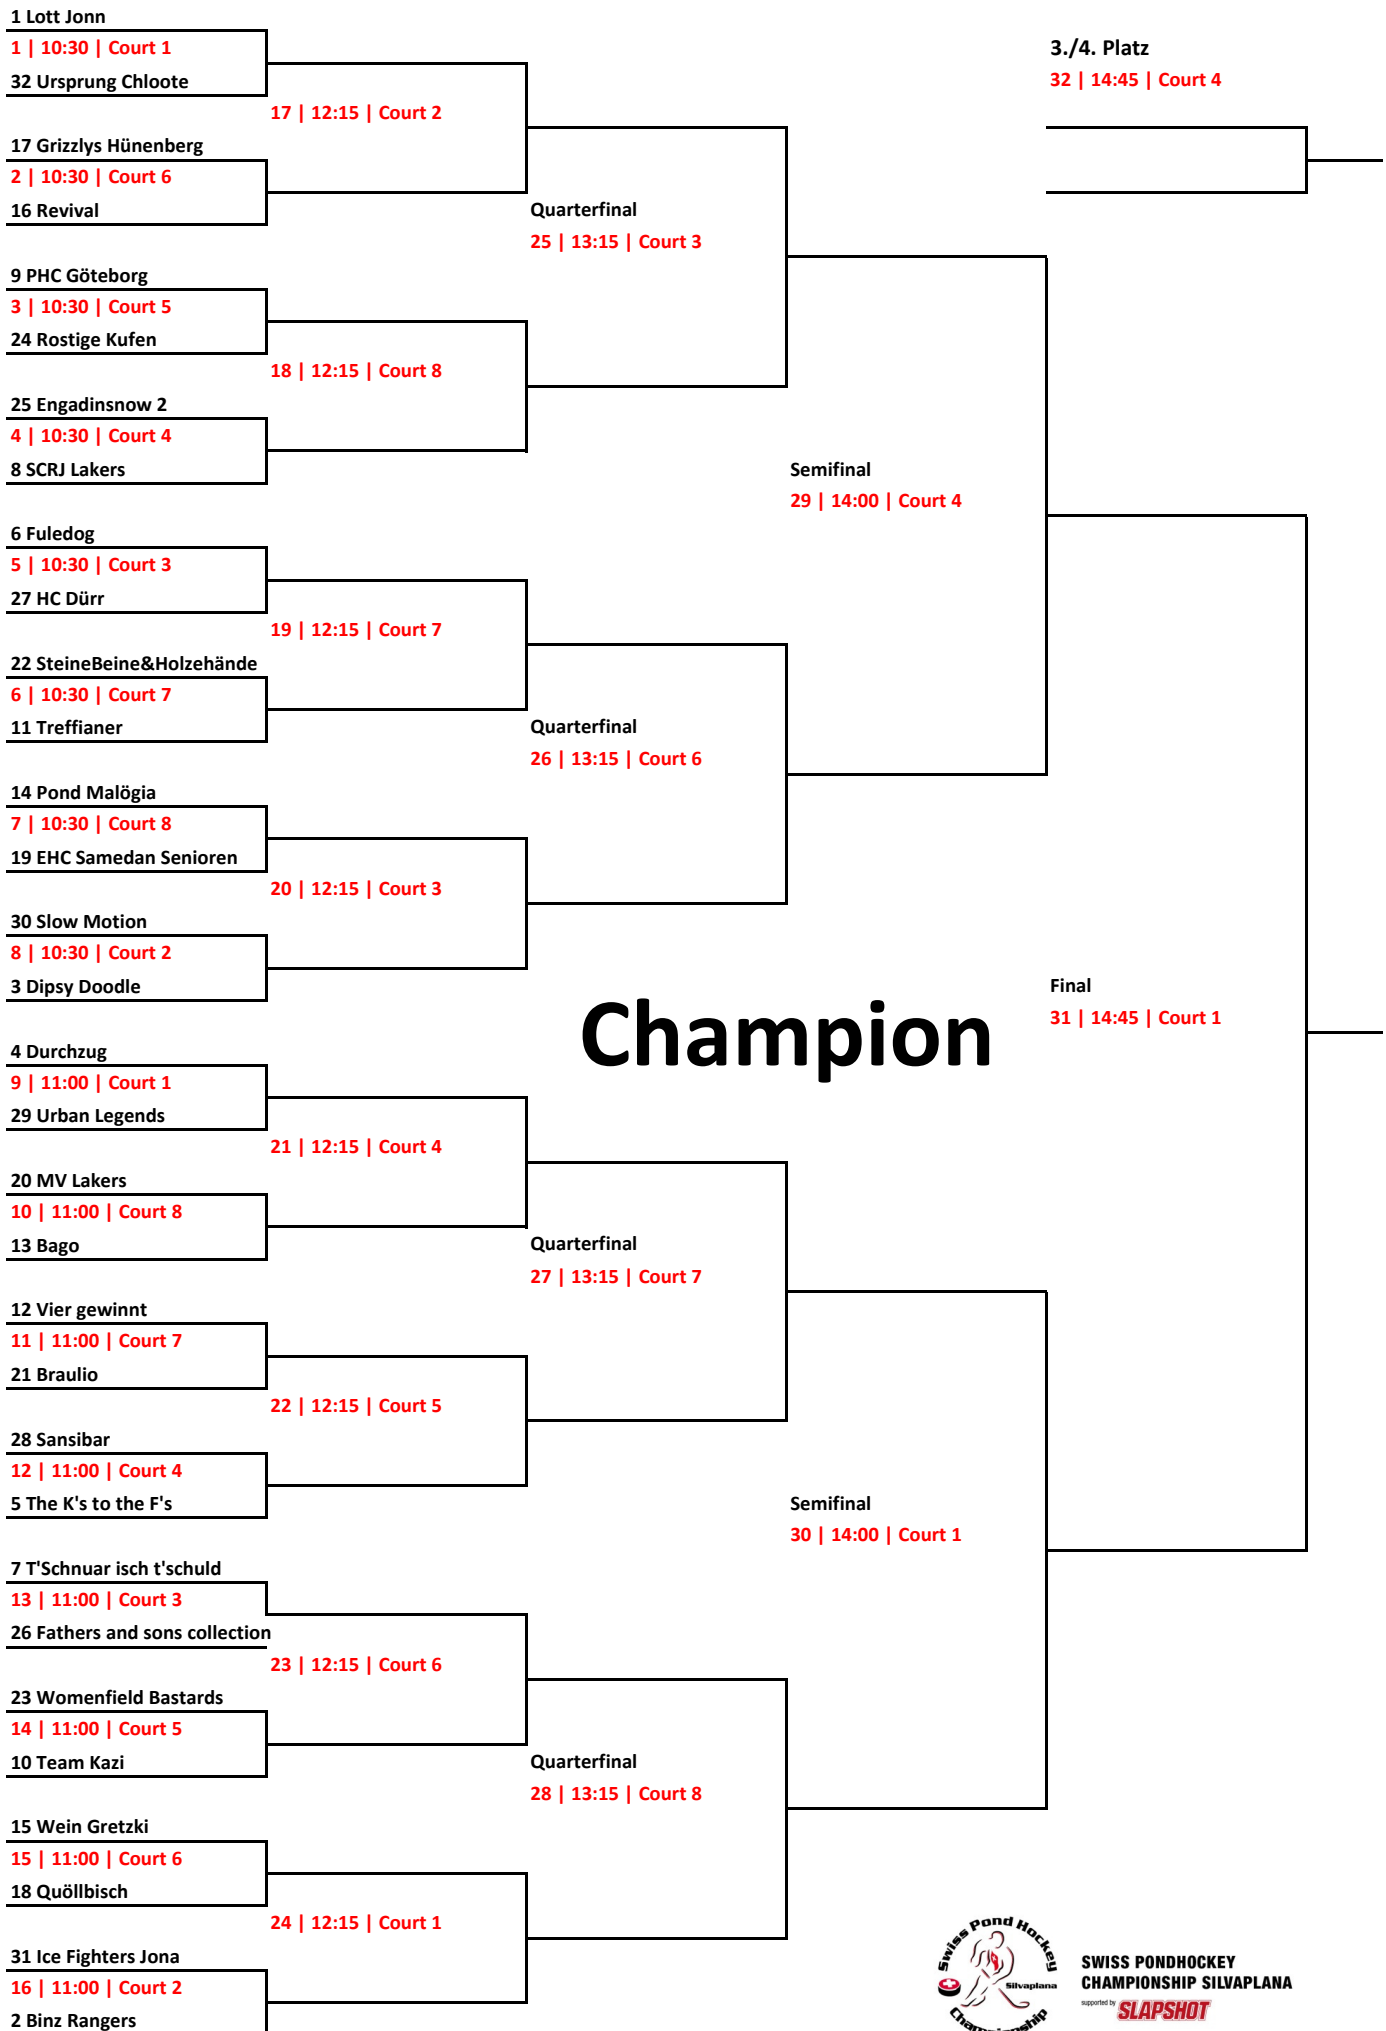 1 Lott Jonn
1 | 10:30 | Court 1
32 Ursprung Chloote
17 | 12:15 | Court 2
17 Grizzlys Hünenberg
2 | 10:30 | Court 6
16 Revival
Quarterfinal
25 | 13:15 | Court 3
9 PHC Göteborg
3 | 10:30 | Court 5
24 Rostige Kufen
18 | 12:15 | Court 8
25 Engadinsnow 2
4 | 10:30 | Court 4
8 SCRJ Lakers
Semifinal
29 | 14:00 | Court 4
6 Fuledog
5 | 10:30 | Court 3
27 HC Dürr
19 | 12:15 | Court 7
22 SteineBeine&Holzehände
6 | 10:30 | Court 7
11 Treffianer
Quarterfinal
26 | 13:15 | Court 6
14 Pond Malögia
7 | 10:30 | Court 8
19 EHC Samedan Senioren
20 | 12:15 | Court 3
30 Slow Motion
8 | 10:30 | Court 2
3 Dipsy Doodle
3./4. Platz
32 | 14:45 | Court 4
Champion
Final
31 | 14:45 | Court 1
4 Durchzug
9 | 11:00 | Court 1
29 Urban Legends
21 | 12:15 | Court 4
20 MV Lakers
10 | 11:00 | Court 8
13 Bago
Quarterfinal
27 | 13:15 | Court 7
12 Vier gewinnt
11 | 11:00 | Court 7
21 Braulio
22 | 12:15 | Court 5
28 Sansibar
12 | 11:00 | Court 4
5 The K's to the F's
Semifinal
30 | 14:00 | Court 1
7 T'Schnuar isch t'schuld
13 | 11:00 | Court 3
26 Fathers and sons collection
23 | 12:15 | Court 6
23 Womenfield Bastards
14 | 11:00 | Court 5
10 Team Kazi
Quarterfinal
28 | 13:15 | Court 8
15 Wein Gretzki
15 | 11:00 | Court 6
18 Quöllbisch
24 | 12:15 | Court 1
31 Ice Fighters Jona
16 | 11:00 | Court 2
2 Binz Rangers
Swiss Pond Hockey
Silvaplana
Championship
SWISS PONDHOCKEY
CHAMPIONSHIP SILVAPLANA
supported by SLAPSHOT